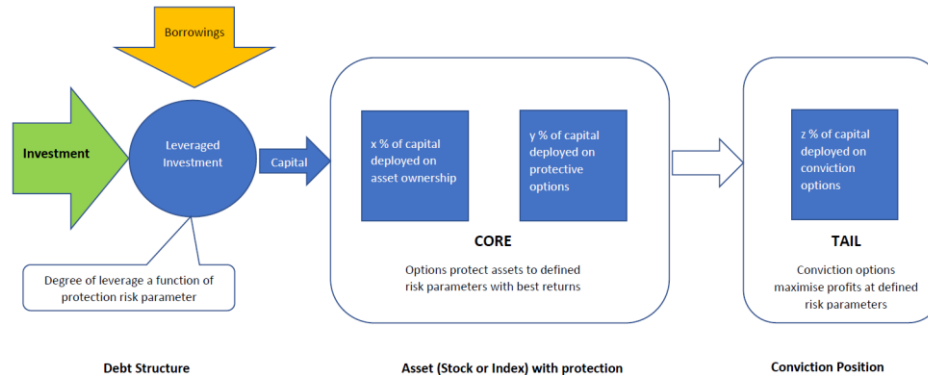 Borrowings
Investment
Leveraged
Investment
Capital
Degree of leverage a function of
protection risk parameter
x % of capital
deployed on
asset ownership
y % of capital
deployed on
protective
options
CORE
Options protect assets to defined
risk parameters with best returns
z % of capital
deployed on
conviction
options
TAIL
Conviction options
maximise profits at defined
risk parameters
Debt Structure
Asset (Stock or Index) with protection
Conviction Position